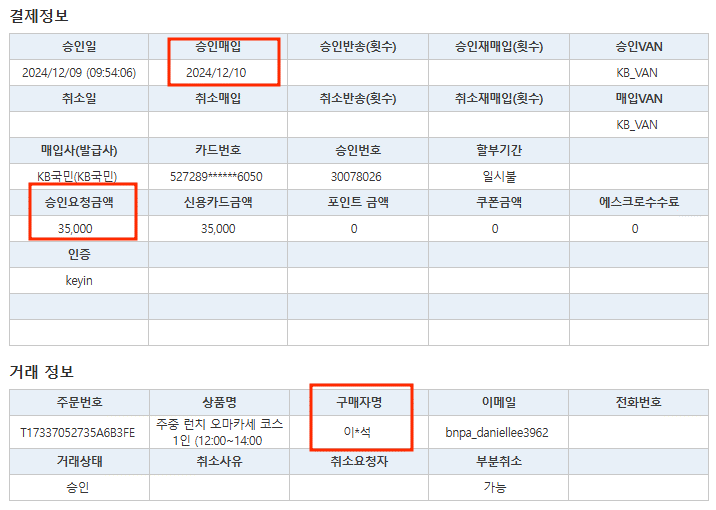 결제정보
승인일 승인매입 승인반송(횟수) 승인재매입(횟수) 승인VAN
2024/12/09 (09:54:06) 2024/12/10 KB_VAN
취소일 취소매입 취소반송(횟수) 취소재매입(횟수) 매입VAN
KB_VAN
매입사(발급사) 카드번호 승인번호 할부기간
KB국민(KB국민) 527289******6050 30078026 일시불
승인요청금액 신용카드금액 포인트 금액 쿠폰금액 에스크로수수료
35,000 35,000 0 0 0
인증
keyin
거래 정보
주문번호 상품명 구매자명 이메일 전화번호
T17337052735A6B3FE 주중 런치 오마카세 코스 이*석 bnpa_daniellee3962
1인 (12:00~14:00
거래상태 취소사유 취소요청자 부분취소
승인 가능